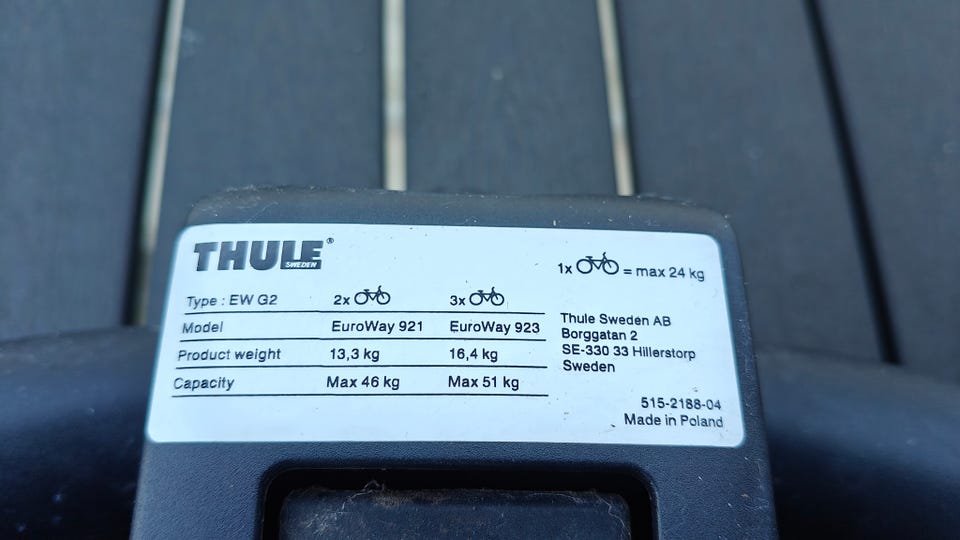 THULE®
SWEDEN
1x = max 24 kg
Type : EW G2 2x 3x
Model EuroWay 921 EuroWay 923
Product weight 13,3 kg 16,4 kg
Capacity Max 46 kg Max 51 kg
Thule Sweden AB
Borggatan 2
SE-330 33 Hillerstorp
Sweden
515-2188-04
Made in Poland